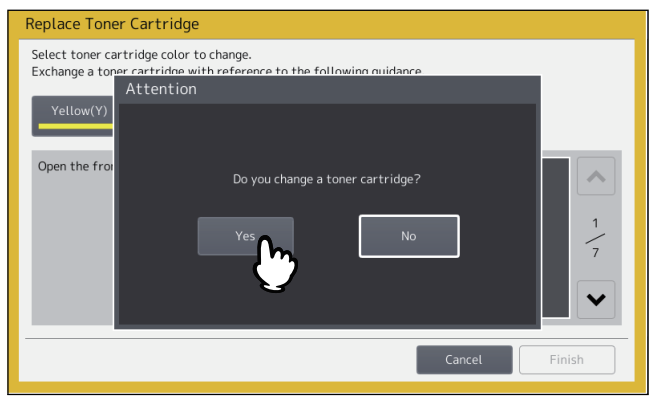 Replace Toner Cartridge
Select toner cartridge color to change.
Exchange a toner cartridge with reference to the following guidance.
Attention
Yellow(Y)
Open the fron
Do you change a toner cartridge?
Yes
No
1
7
Cancel
Finish